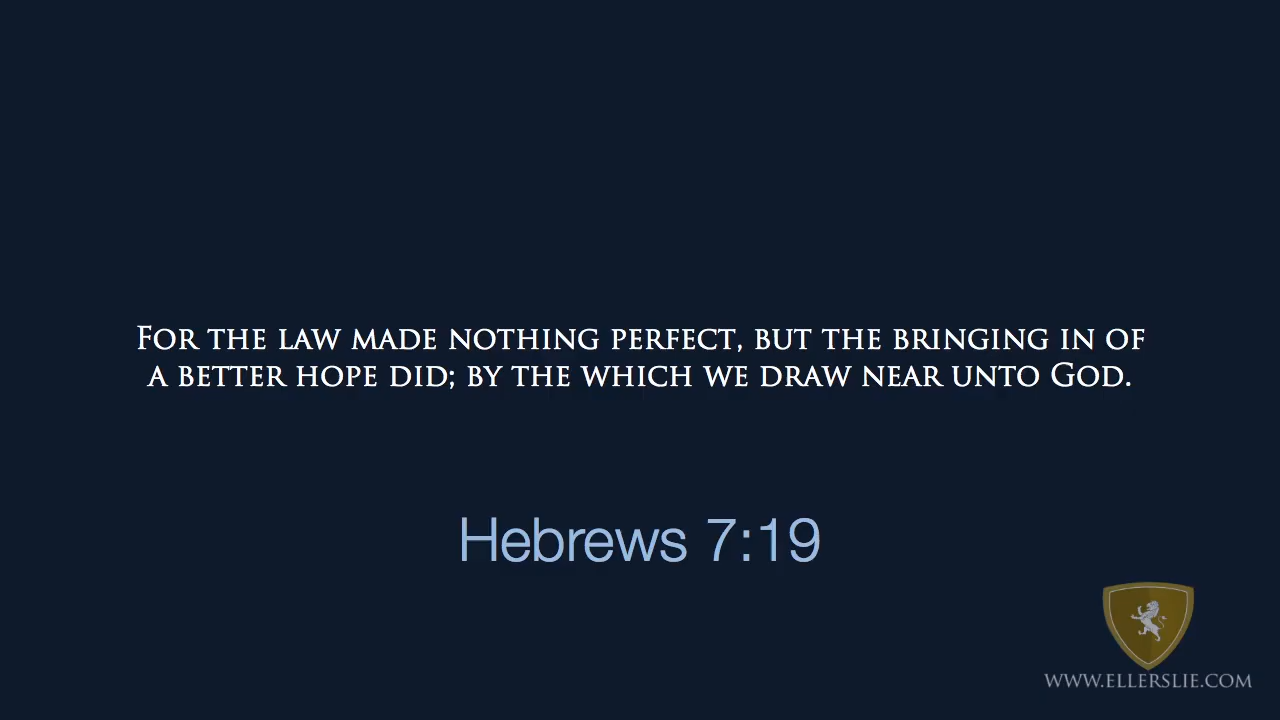 For the law made nothing perfect, but the bringing in of
a better hope did; by the which we draw near unto God.
Hebrews 7:19
www.ellerslie.com